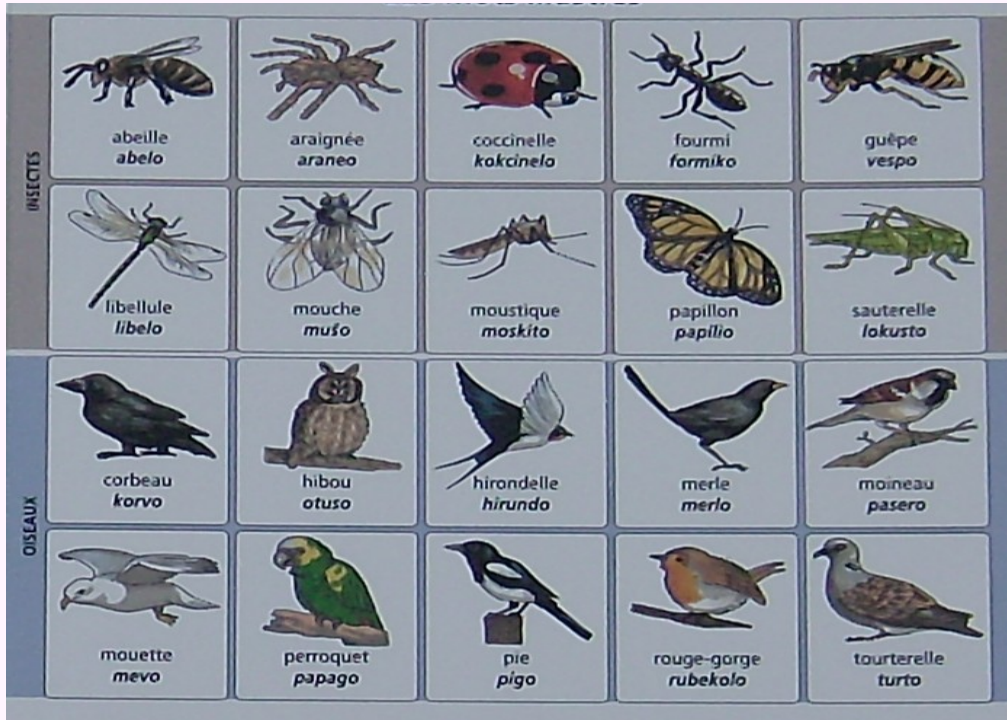 INSECTES
abeille
abelo
araignée
araneo
coccinelle
kokcinelo
fourmi
formiko
guêpe
vespo
libellule
libelo
mouche
muŝo
moustique
moskito
papillon
papilio
sauterelle
lokusto
OISEAUX
corbeau
korvo
hibou
otuso
hirondelle
hirundo
merle
merlo
moineau
pasero
mouette
mevo
perroquet
papago
pie
pigo
rouge-gorge
rubekolo
tourterelle
turto